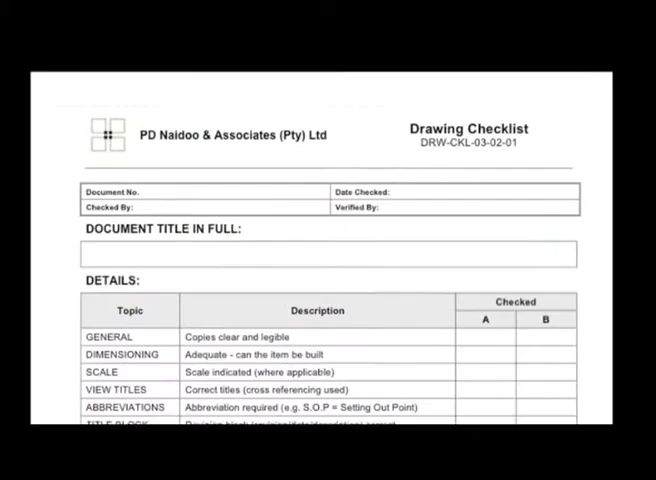 PD Naidoo & Associates (Pty) Ltd
Drawing Checklist
DRW-CKL-03-02-01
Document No.
Date Checked:
Checked By:
Verified By:
DOCUMENT TITLE IN FULL:
DETAILS:
Topic
Description
Checked
A
B
GENERAL
Copies clear and legible
DIMENSIONING
Adequate - can the item be built
SCALE
Scale indicated (where applicable)
VIEW TITLES
Correct titles (cross referencing used)
ABBREVIATIONS
Abbreviation required (e.g. S.O.P = Setting Out Point)
TITLE BLOCK